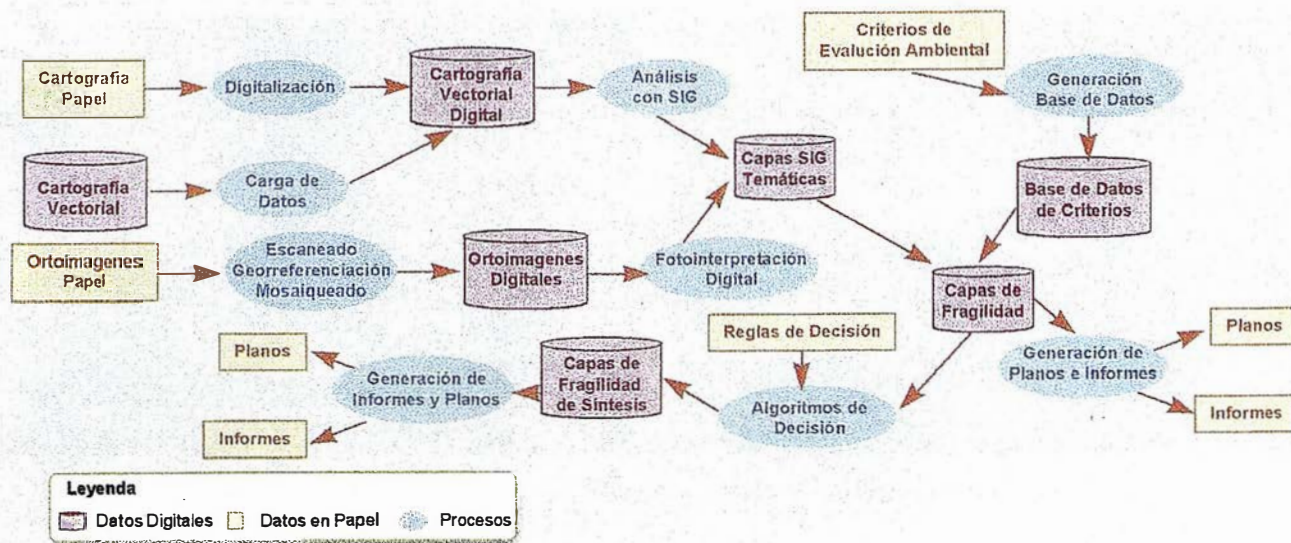 Cartografía
Papel
Digitalización
Cartografía
Vectorial
Digital
Análisis
con SIG
Criterios de
Evalución Ambiental
Generación
Base de Datos
Cartografía
Vectorial
Carga de
Datos
Capas SIG
Temáticas
Base de Datos
de Criterios
Ortoimagenes
Papel
Escaneado
Georreferenciación
Mosaiqueado
Ortoimagenes
Digitales
Fotointerpretación
Digital
Capas de
Fragilidad
Planos
Generación de
Informes y Planos
Informes
Capas de
Fragilidad
de Síntesis
Reglas de Decisión
Algoritmos de
Decisión
Generación de
Planos e Informes
Planos
Informes
Leyenda
Datos Digitales
Datos en Papel
Procesos